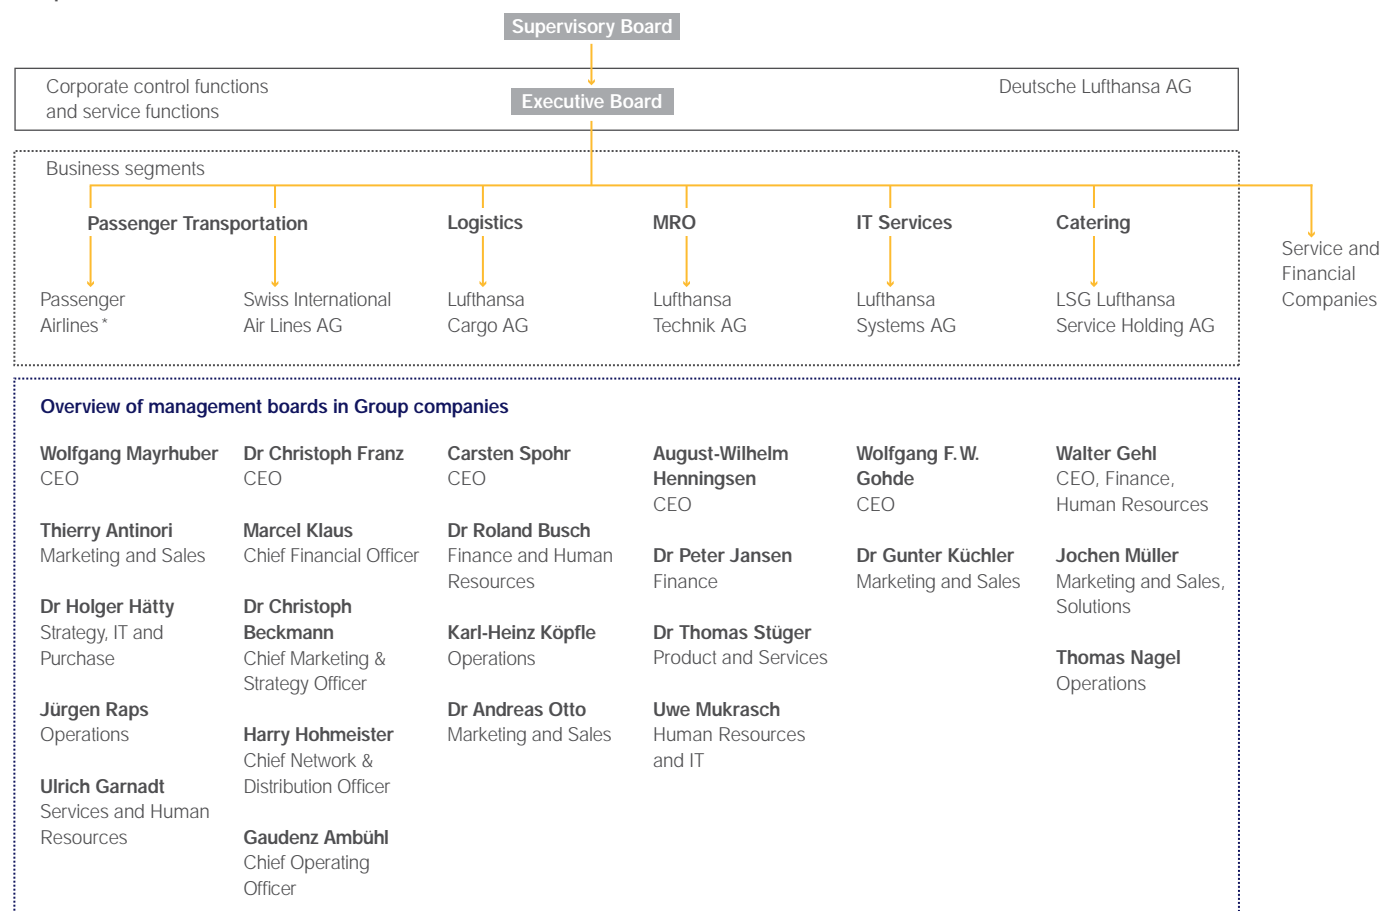 Supervisory Board
Corporate control functions
and service functions
Executive Board
Deutsche Lufthansa AG
Business segments
Passenger Transportation
Logistics
MRO
IT Services
Catering
Service and
Financial
Companies
Passenger
Airlines *
Swiss International
Air Lines AG
Lufthansa
Cargo AG
Lufthansa
Technik AG
Lufthansa
Systems AG
LSG Lufthansa
Service Holding AG
Overview of management boards in Group companies
Wolfgang Mayrhuber
CEO
Thierry Antinori
Marketing and Sales
Dr Holger Hätty
Strategy, IT and
Purchase
Jürgen Raps
Operations
Ulrich Garnadt
Services and Human
Resources
Dr Christoph Franz
CEO
Marcel Klaus
Chief Financial Officer
Dr Christoph
Beckmann
Chief Marketing &
Strategy Officer
Harry Hohmeister
Chief Network &
Distribution Officer
Gaudenz Ambühl
Chief Operating
Officer
Carsten Spohr
CEO
Dr Roland Busch
Finance and Human
Resources
Karl-Heinz Köpfle
Operations
Dr Andreas Otto
Marketing and Sales
August-Wilhelm
Henningsen
CEO
Dr Peter Jansen
Finance
Dr Thomas Stüger
Product and Services
Uwe Mukrasch
Human Resources
and IT
Wolfgang F. W.
Gohde
CEO
Dr Gunter Küchler
Marketing and Sales
Walter Gehl
CEO, Finance,
Human Resources
Jochen Müller
Marketing and Sales,
Solutions
Thomas Nagel
Operations